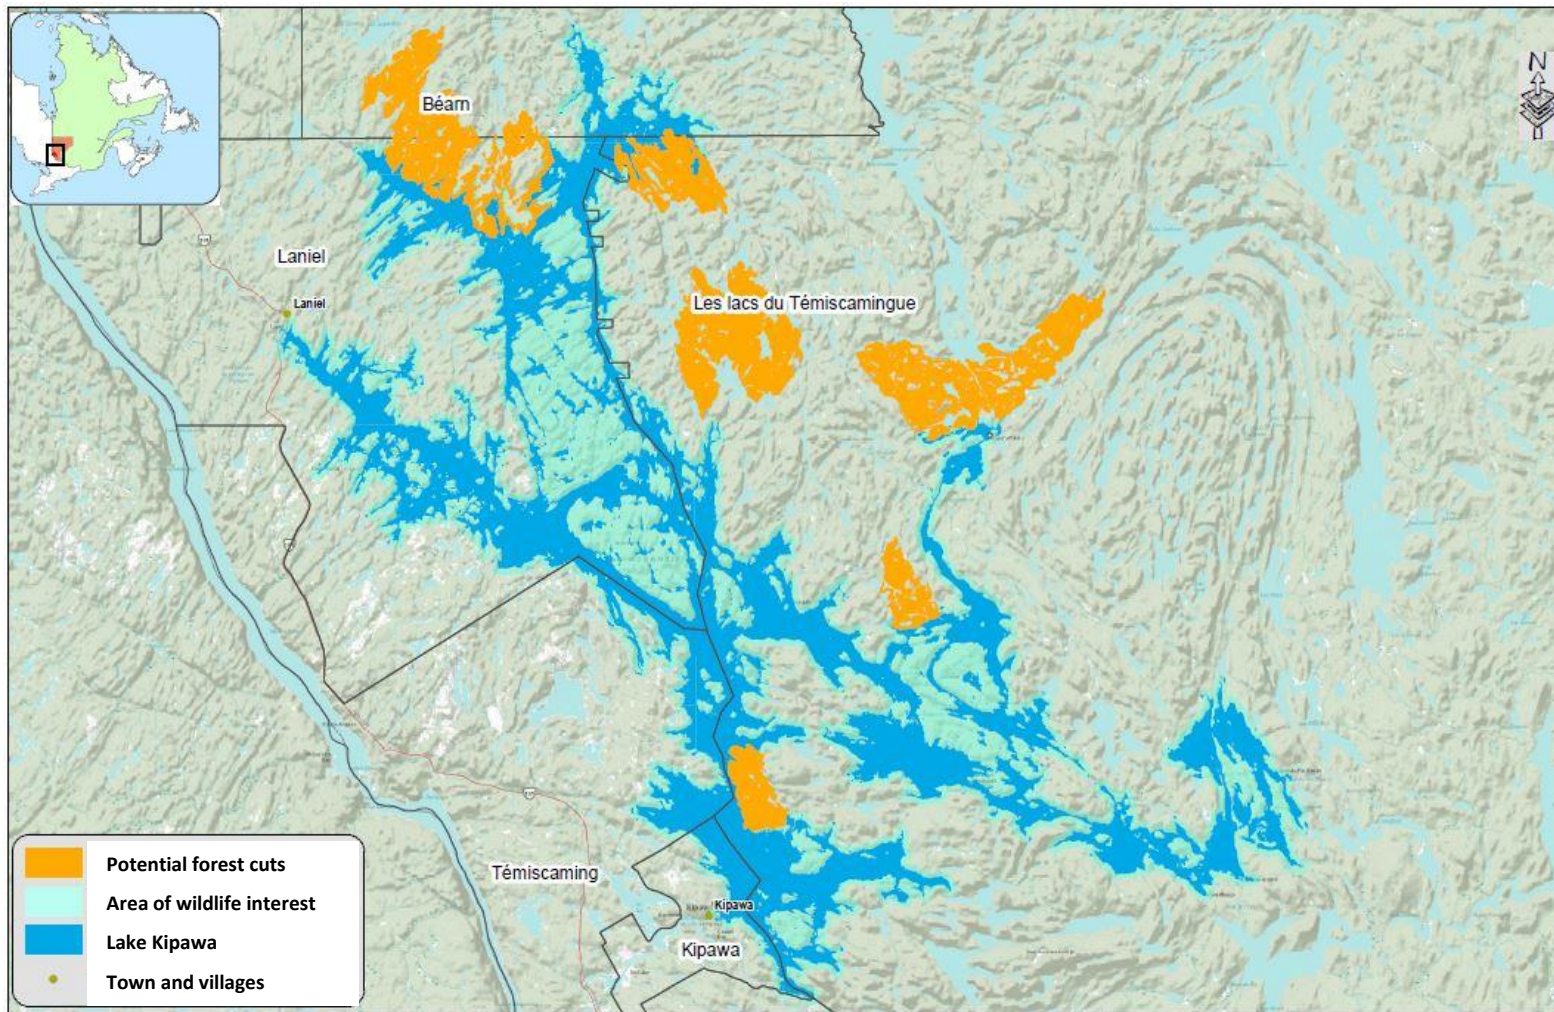 N
Béarn
Laniel
Laniel
Les lacs du Témiscamingue
Témiscaming
Kipawa
Kipawa
Potential forest cuts
Area of wildlife interest
Lake Kipawa
Town and villages